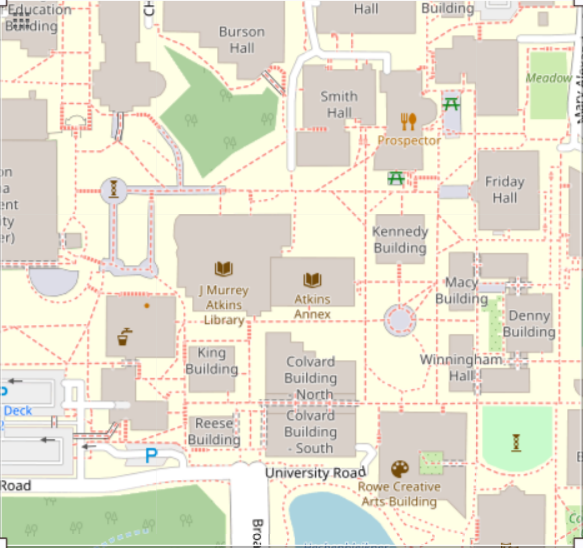 Education
Building
CH
Burson
Hall
Hall
Building
Smith
Hall
Meadow
Prospector
Friday
Hall
Kennedy
Building
J Murrey
Atkins
Library
Atkins
Annex
Macy
Building
Denny
Building
King
Building
Colvard
Building
- North
Winningham
Hall
P
Deck
Reese
Building
Colvard
Building
- South
P
University Road
Road
Rowe Creative
Arts Building
Broa